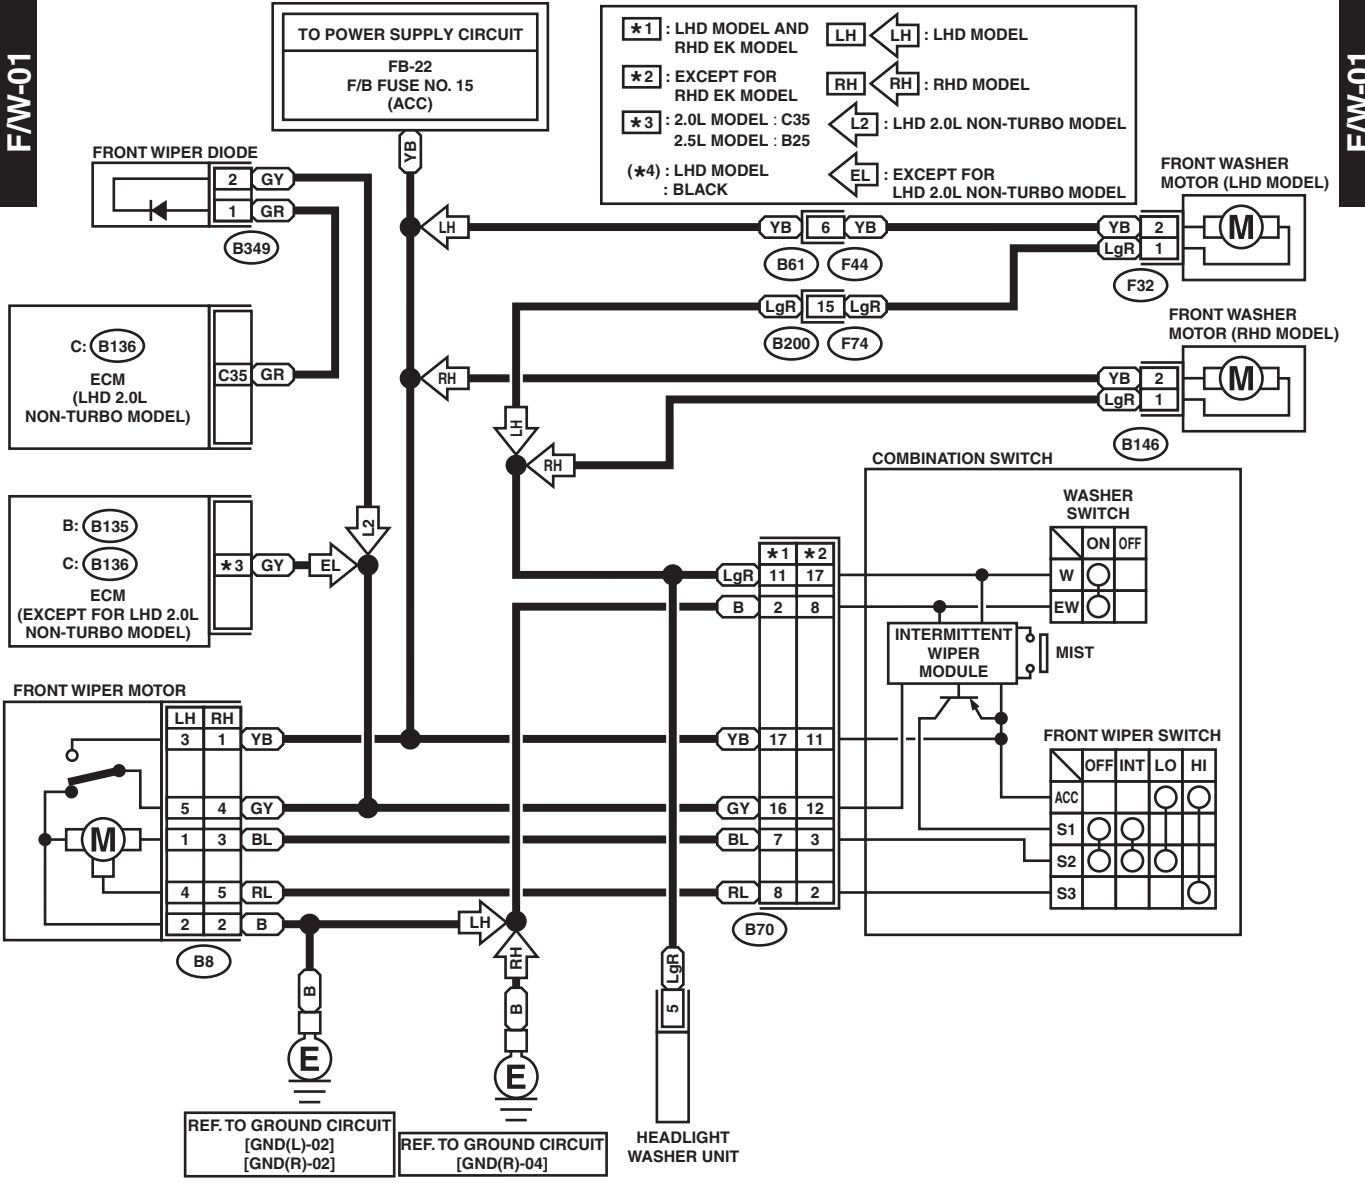 F/W-01
F/W-01
TO POWER SUPPLY CIRCUIT
FB-22
F/B FUSE NO. 15
(ACC)
YB
*1 : LHD MODEL AND
RHD EK MODEL
*2 : EXCEPT FOR
RHD EK MODEL
*3 : 2.0L MODEL : C35
2.5L MODEL : B25
(*4) : LHD MODEL
: BLACK
LH LH : LHD MODEL
RH RH : RHD MODEL
L2 : LHD 2.0L NON-TURBO MODEL
EL : EXCEPT FOR
LHD 2.0L NON-TURBO MODEL
FRONT WIPER DIODE
2 GY
1 GR
B349
FRONT WASHER
MOTOR (LHD MODEL)
LH YB 6 YB YB 2 M
LgR 1
B61 F44
F32
LgR 15 LgR
B200 F74
FRONT WASHER
MOTOR (RHD MODEL)
RH YB 2 M
LgR 1
B146
C: B136
ECM
(LHD 2.0L
NON-TURBO MODEL)
C35 GR
LH
RH
B: B135
C: B136
ECM
(EXCEPT FOR LHD 2.0L
NON-TURBO MODEL)
*3 GY EL
L2
COMBINATION SWITCH
WASHER
SWITCH
ON OFF
W
EW
*1 *2
LgR 11 17
B 2 8
YB 17 11
GY 16 12
BL 7 3
RL 8 2
B70
INTERMITTENT
WIPER
MODULE
MIST
FRONT WIPER SWITCH
OFF INT LO HI
ACC
S1
S2
S3
FRONT WIPER MOTOR
LH RH
3 1 YB
5 4 GY
M 1 3 BL
4 5 RL
2 2 B
B8
LH
RH
B
B
E
E
LgR
5
REF. TO GROUND CIRCUIT
[GND(L)-02]
[GND(R)-02]
REF. TO GROUND CIRCUIT
[GND(R)-04]
HEADLIGHT
WASHER UNIT